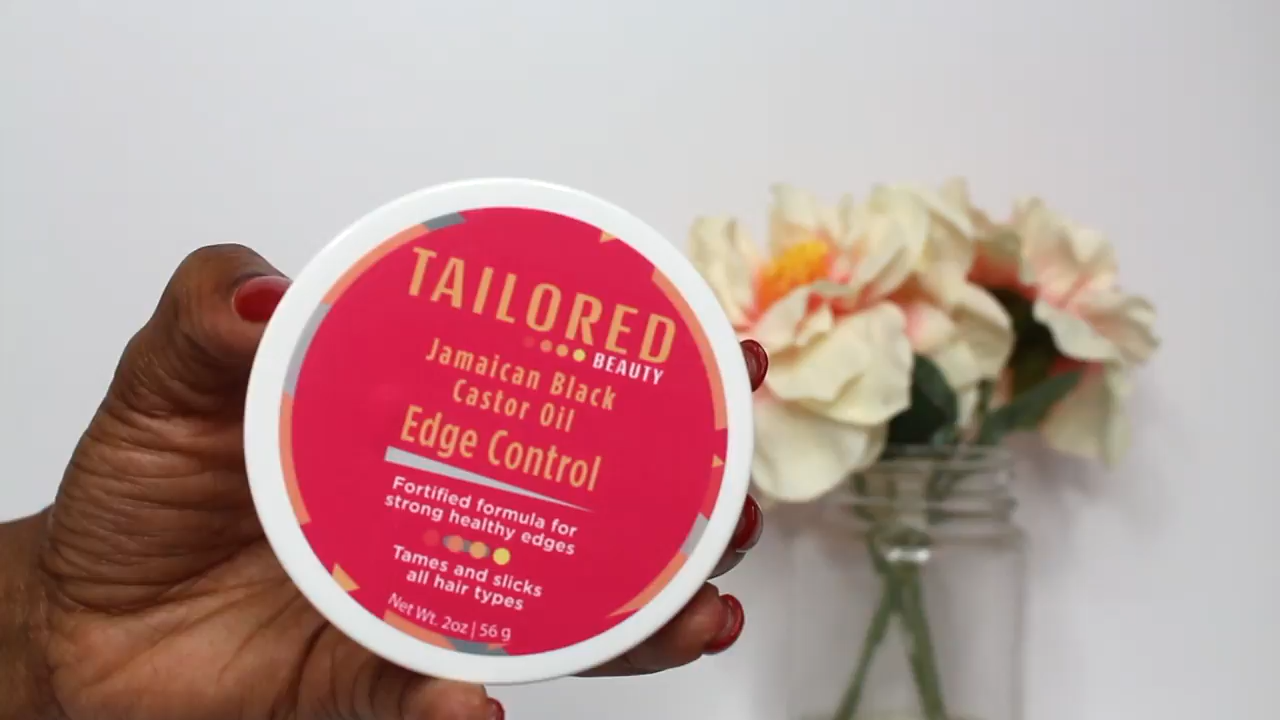 TAILORED
BEAUTY
Jamaican Black
Castor Oil
Edge Control
Fortified formula for
strong healthy edges
Tames and slicks
all hair types
Net Wt. 2oz | 56 g